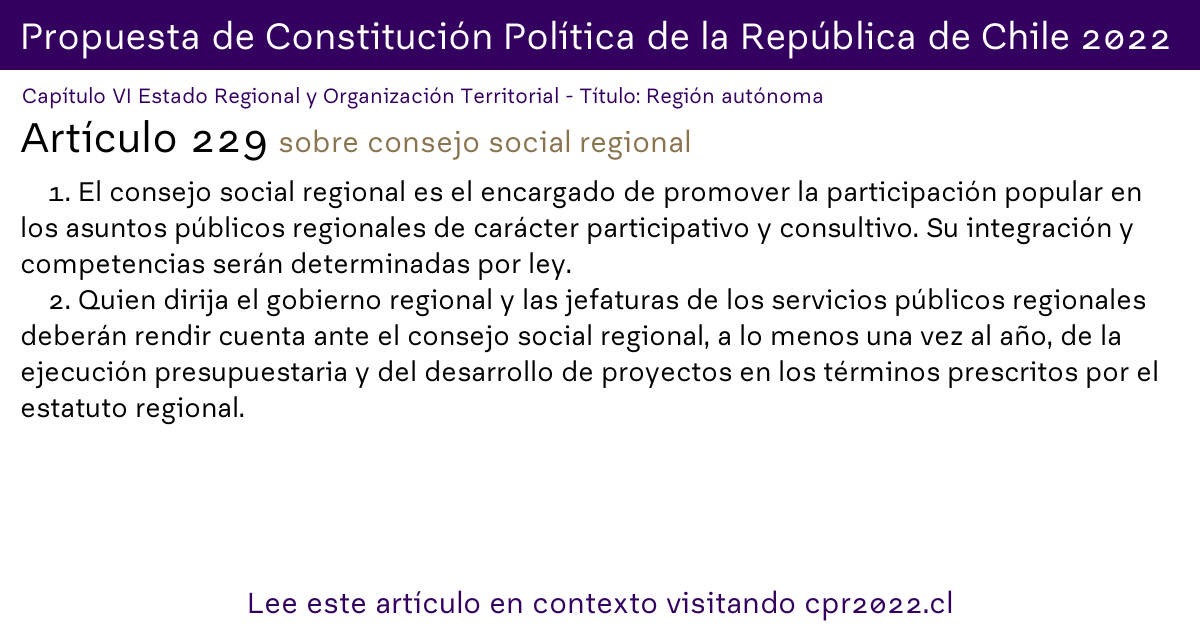 Propuesta de Constitución Política de la República de Chile 2022
Capítulo VI Estado Regional y Organización Territorial - Título: Región autónoma
Artículo 229 sobre consejo social regional
1. El consejo social regional es el encargado de promover la participación popular en
los asuntos públicos regionales de carácter participativo y consultivo. Su integración y
competencias serán determinadas por ley.
2. Quien dirija el gobierno regional y las jefaturas de los servicios públicos regionales
deberán rendir cuenta ante el consejo social regional, a lo menos una vez al año, de la
ejecución presupuestaria y del desarrollo de proyectos en los términos prescritos por el
estatuto regional.
Lee este artículo en contexto visitando cpr2022.cl